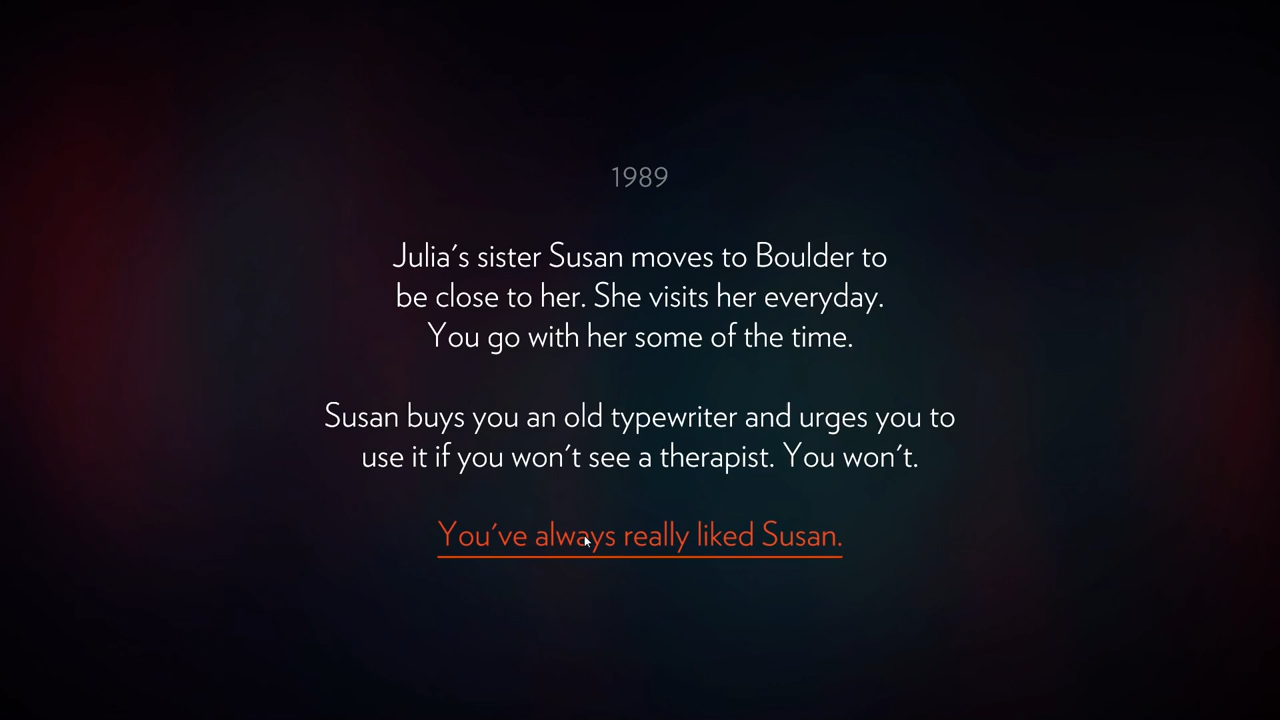 1989
Julia's sister Susan moves to Boulder to
be close to her. She visits her everyday.
You go with her some of the time.
Susan buys you an old typewriter and urges you to
use it if you won't see a therapist. You won't.
You've always really liked Susan.